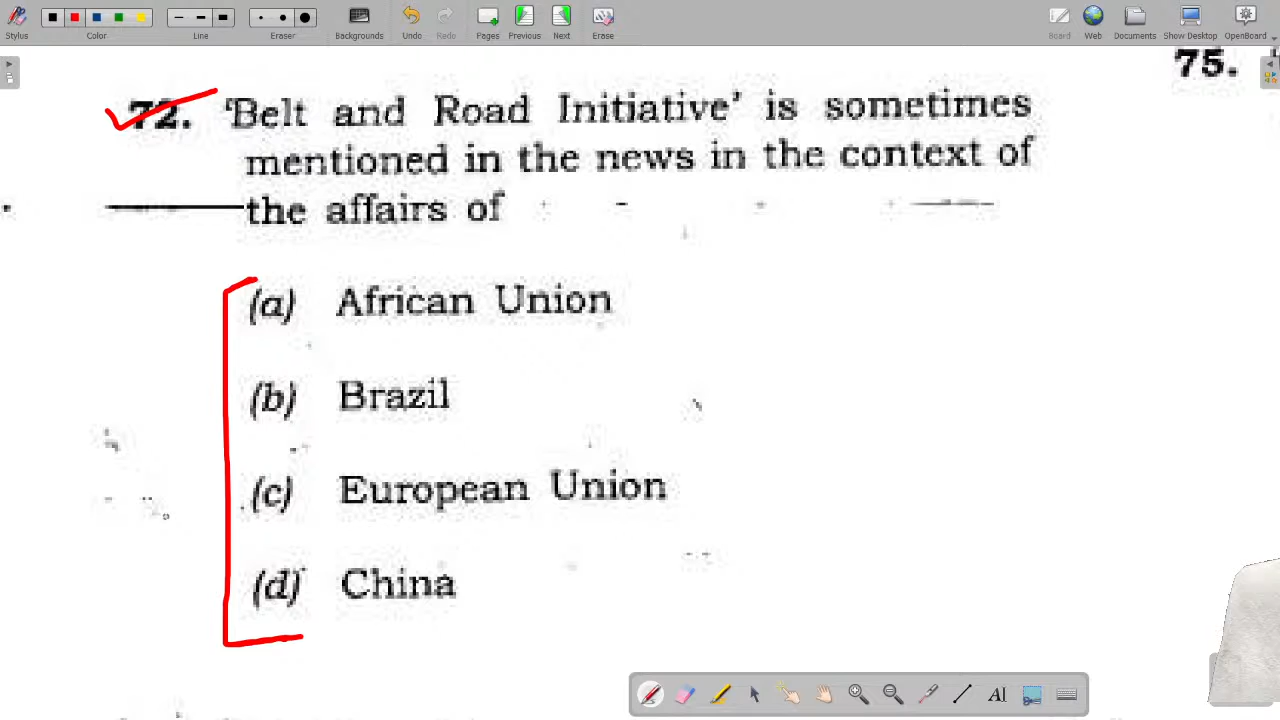 Stylus
Color
Line
Eraser
Backgrounds
Undo
Redo
Pages
Previous
Next
Erase
Board
Web
Documents
Show Desktop
OpenBoard
75.
72. 'Belt and Road Initiative' is sometimes
mentioned in the news in the context of
the affairs of
(a) African Union
(b) Brazil
(c) European Union
(d) China
AI